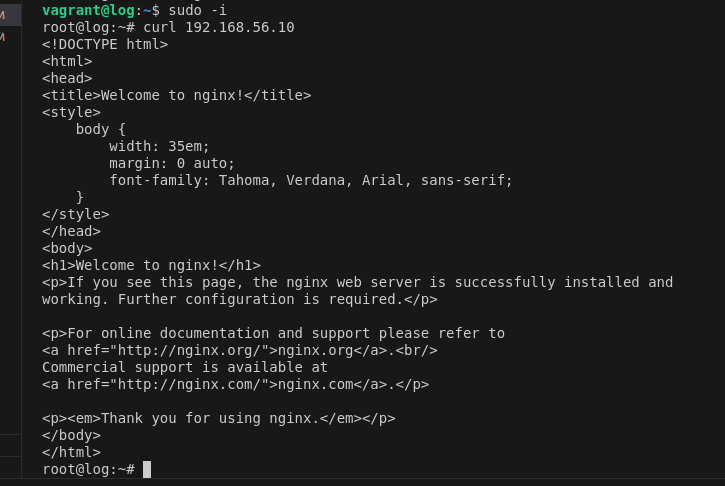 vagrant@log:~$ sudo -i
root@log:~# curl 192.168.56.10
<!DOCTYPE html>
<html>
<head>
<title>Welcome to nginx!</title>
<style>
    body {
        width: 35em;
        margin: 0 auto;
        font-family: Tahoma, Verdana, Arial, sans-serif;
    }
</style>
</head>
<body>
<h1>Welcome to nginx!</h1>
<p>If you see this page, the nginx web server is successfully installed and
working. Further configuration is required.</p>

<p>For online documentation and support please refer to
<a href="http://nginx.org/">nginx.org</a>.<br/>
Commercial support is available at
<a href="http://nginx.com/">nginx.com</a>.</p>

<p><em>Thank you for using nginx.</em></p>
</body>
</html>
root@log:~#